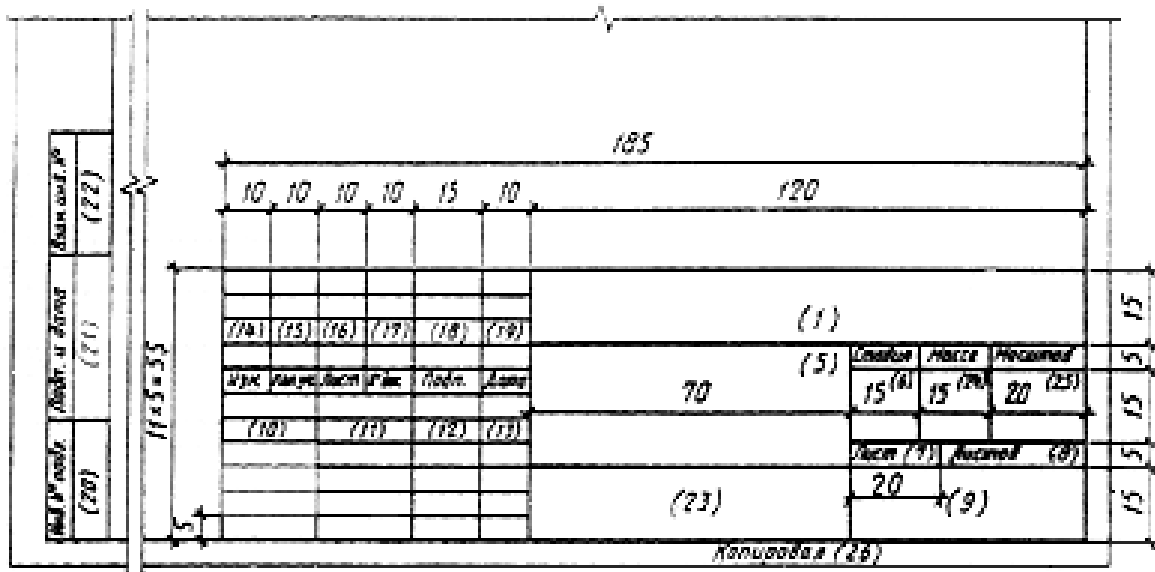 185
10 10 10 10 15 10 120
Взам. инв. №
(22)
Подп. и дата
(21)
Инв. № подл.
(20)
11×5=55
5
(14) (15) (16) (17) (18) (19)
Изм. Кол.уч Лист № док. Подп. Дата
(10) (11) (12) (13)
(1)
(5)
70
(23)
Стадия Масса Масштаб
15 (6) 15 (24) 20 (25)
Лист (7) Листов (8)
20
(9)
15
5
15
5
15
Копировал (26)